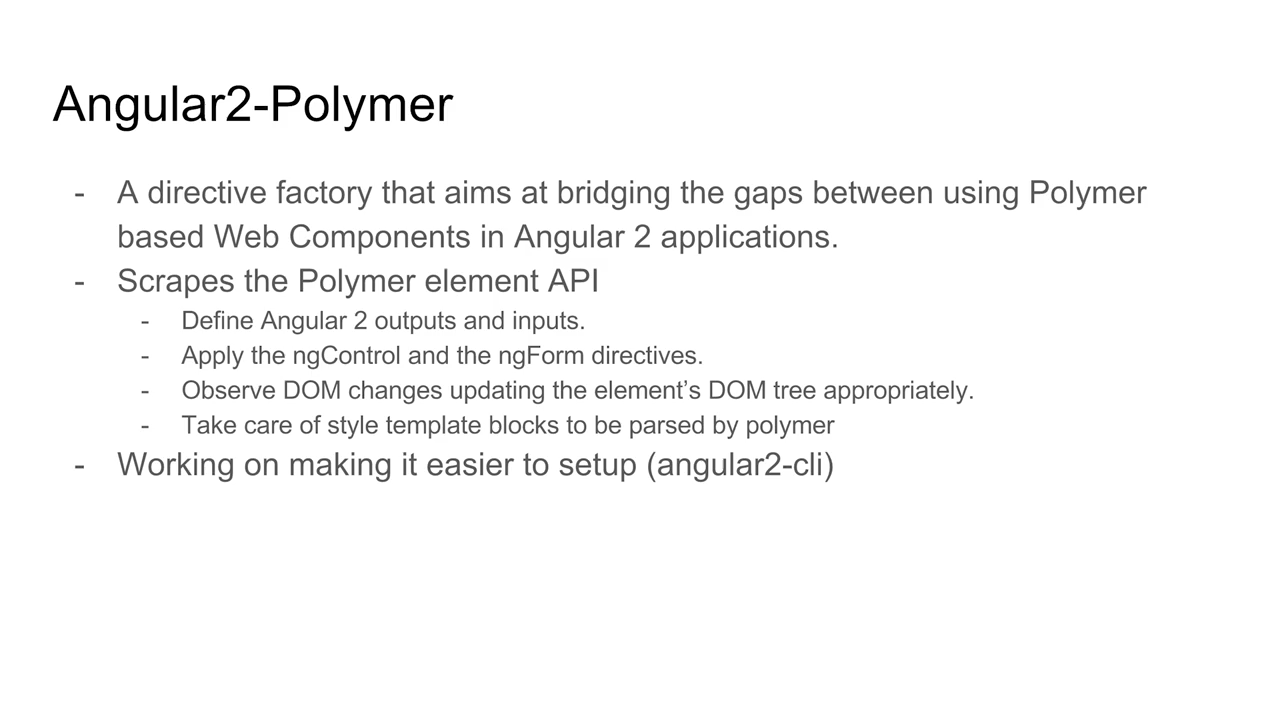 Angular2-Polymer
- A directive factory that aims at bridging the gaps between using Polymer
based Web Components in Angular 2 applications.
- Scrapes the Polymer element API
- Define Angular 2 outputs and inputs.
- Apply the ngControl and the ngForm directives.
- Observe DOM changes updating the element’s DOM tree appropriately.
- Take care of style template blocks to be parsed by polymer
- Working on making it easier to setup (angular2-cli)